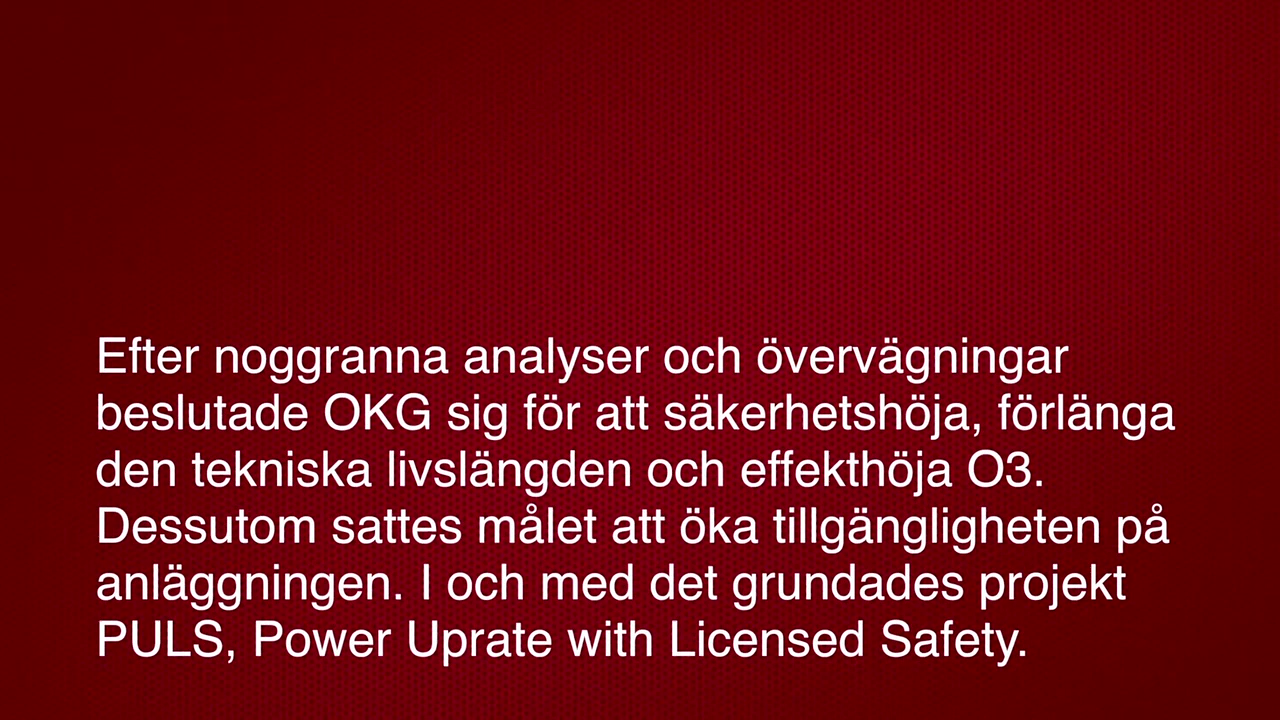 Efter noggranna analyser och övervägningar
beslutade OKG sig för att säkerhetshöja, förlänga
den tekniska livslängden och effekthöja O3.
Dessutom sattes målet att öka tillgängligheten på
anläggningen. I och med det grundades projekt
PULS, Power Uprate with Licensed Safety.